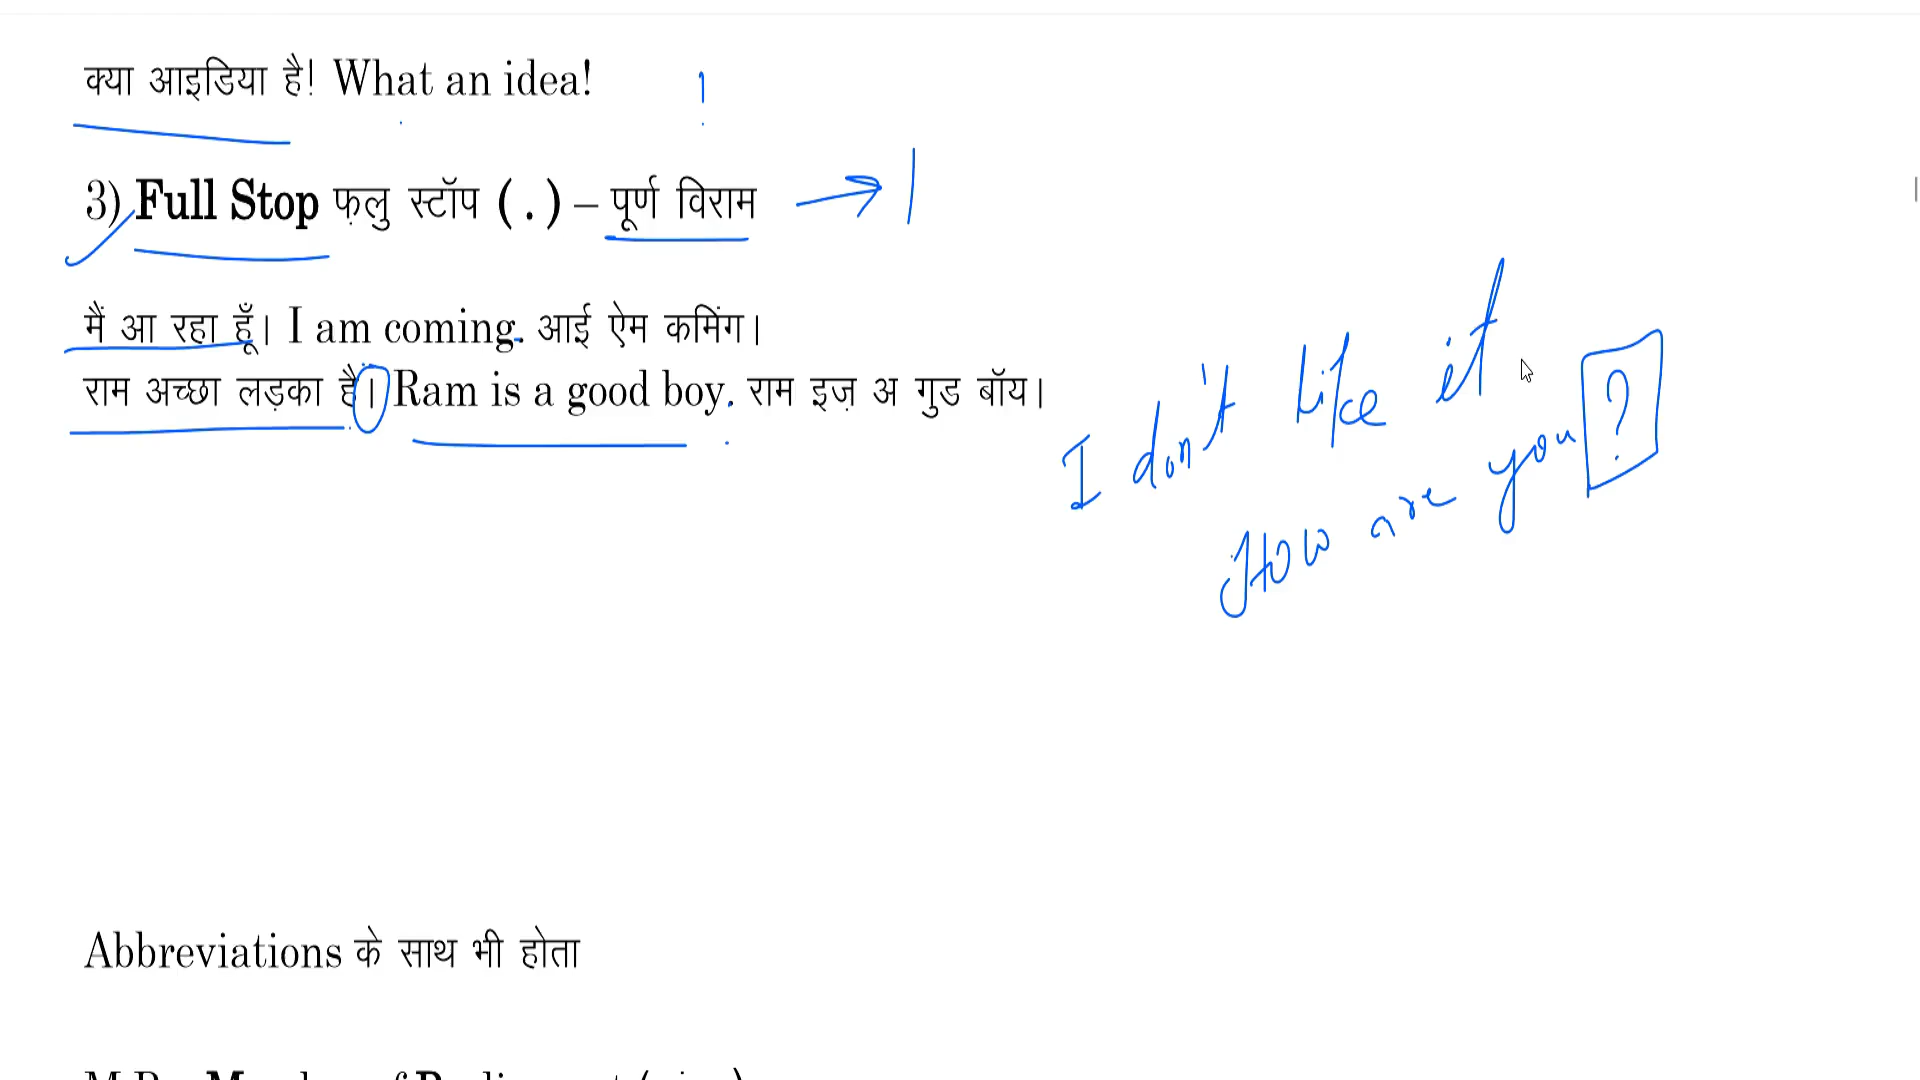 क्या आइडिया है! What an idea! !
3) Full Stop फ़लु स्टॉप (.) – पूर्ण विराम → |
मैं आ रहा हूँ। I am coming. आई ऐम कमिंग।
राम अच्छा लड़का है। Ram is a good boy. राम इज़ अ गुड बॉय।
I don't like it
How are you?
Abbreviations के साथ भी होता